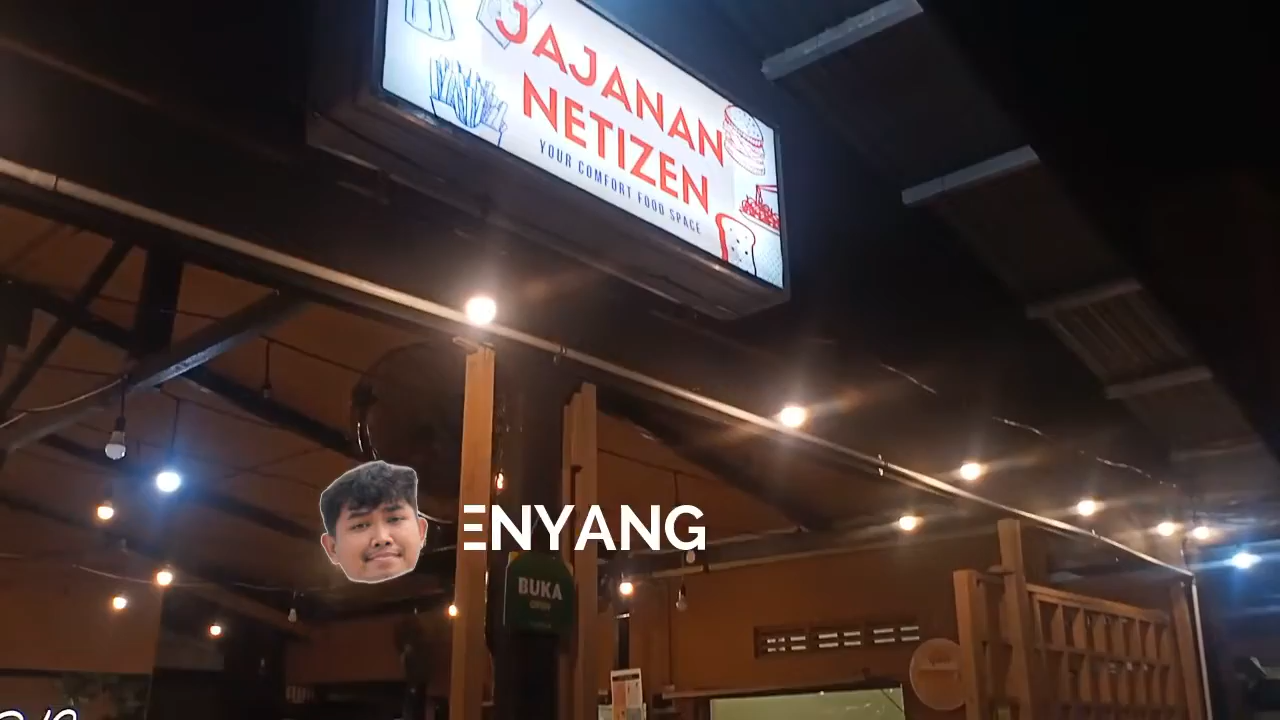 JAJANAN
NETIZEN
YOUR COMFORT FOOD SPACE
ENYANG
BUKA